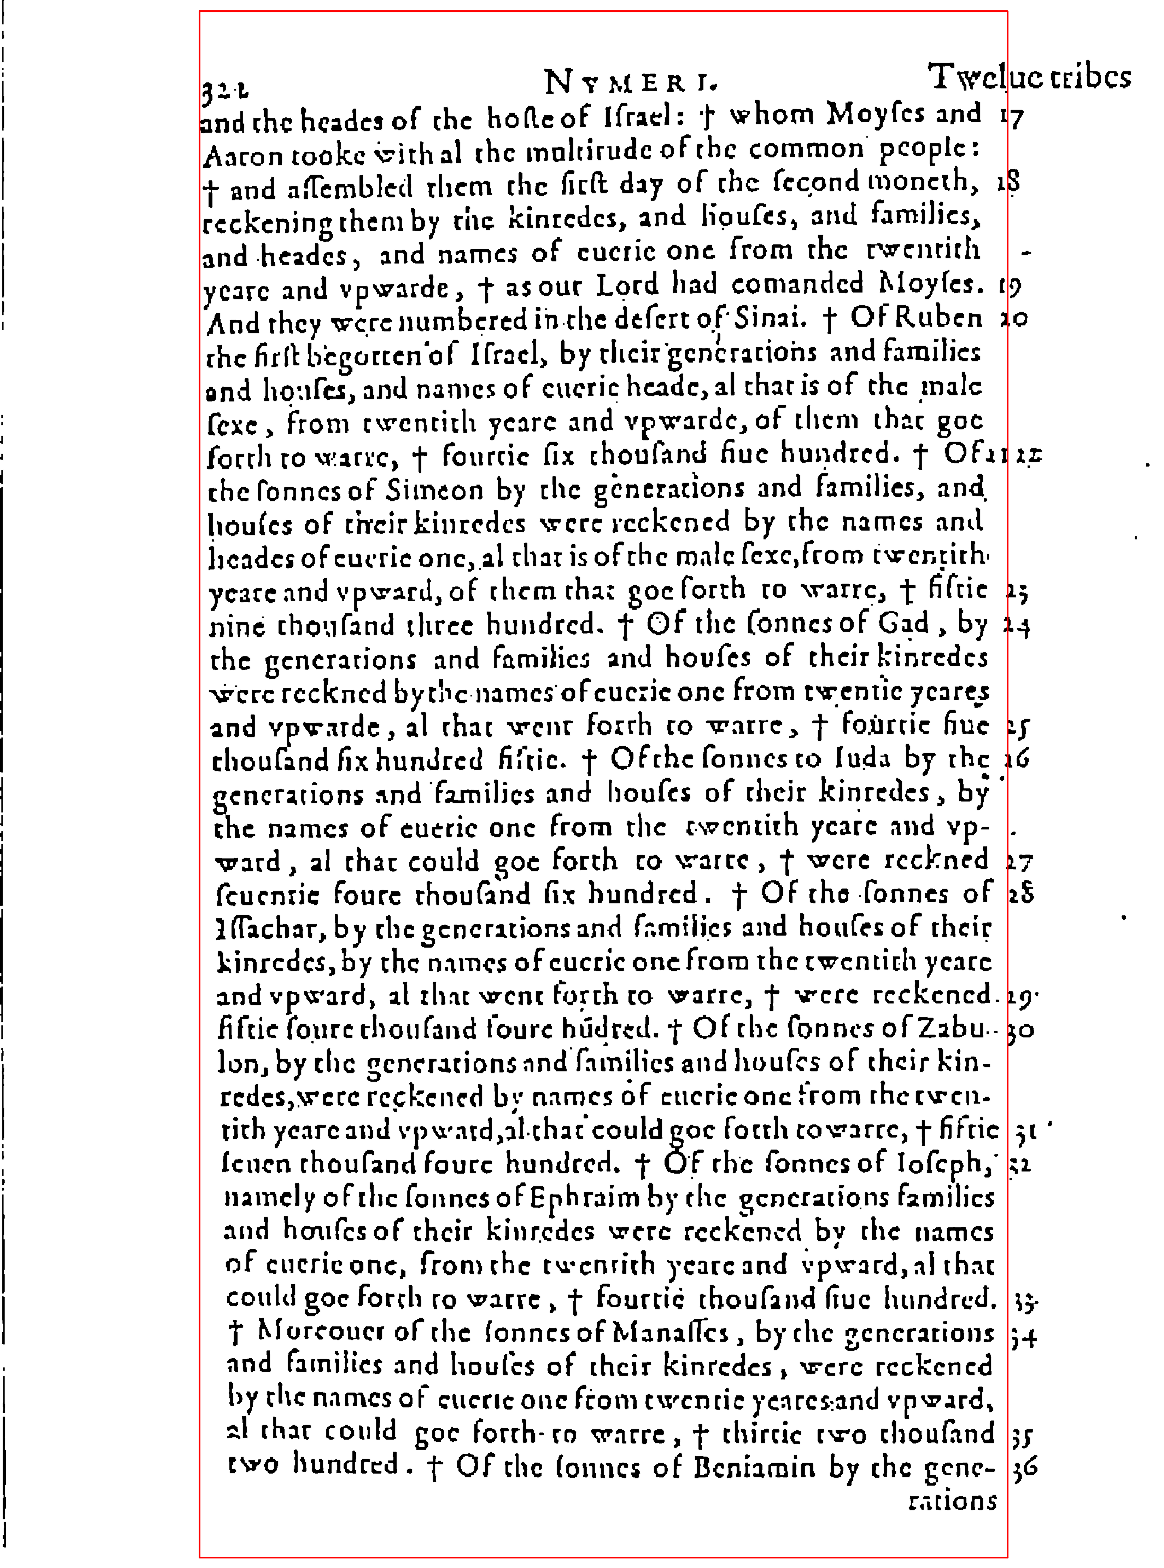 322 NVMERI. Twelue tribes
and the heades of the hoste of Israel: † whom Moyses and 17
Aaron tooke with al the multitude of the common people:
† and assembled them the first day of the second moneth, 18
reckening them by the kinredes, and houses, and families,
and heades, and names of euerie one from the twentith
yeare and vpwarde, † as our Lord had comanded Moyses. 19
And they were numbered in the desert of Sinai. † Of Ruben 20
the first begotten of Israel, by their generations and families
and houses, and names of euerie heade, al that is of the male
sexe, from twentith yeare and vpwarde, of them that goe
forth to warre, † fourtie six thousand fiue hundred. † Of 21 22
the sonnes of Simeon by the generations and families, and
houses of their kinredes were reckened by the names and
heades of euerie one, al that is of the male sexe, from twentith
yeare and vpward, of them that goe forth to warre, † fiftie 23
nine thousand three hundred. † Of the sonnes of Gad, by 24
the generations and families and houses of their kinredes
were reckned by the names of euerie one from twentie yeares
and vpwarde, al that went forth to warre, † fourtie fiue 25
thousand six hundred fiftie. † Of the sonnes to Iuda by the 26
generations and families and houses of their kinredes, by
the names of euerie one from the twentith yeare and vp-
ward, al that could goe forth to warre, † were reckned 27
seuentie foure thousand six hundred. † Of the sonnes of 28
Issachar, by the generations and families and houses of their
kinredes, by the names of euerie one from the twentith yeare
and vpward, al that went forth to warre, † were reckened 29
fiftie foure thousand foure hūdred. † Of the sonnes of Zabu- 30
lon, by the generations and families and houses of their kin-
redes, were reckened by names of euerie one from the twen-
tith yeare and vpward, al that could goe forth to warre, † fiftie 31
seuen thousand foure hundred. † Of the sonnes of Ioseph, 32
namely of the sonnes of Ephraim by the generations families
and houses of their kinredes were reckened by the names
of euerie one, from the twentith yeare and vpward, al that
could goe forth to warre, † fourtie thousand fiue hundred. 33
† Moreouer of the sonnes of Manasses, by the generations 34
and families and houses of their kinredes, were reckened
by the names of euerie one from twentie yeares and vpward,
al that could goe forth to warre, † thirtie two thousand 35
two hundred. † Of the sonnes of Beniamin by the gene- 36
rations